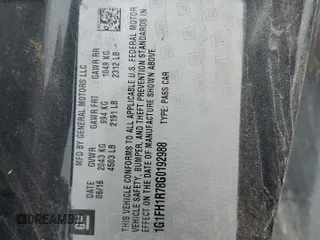 MFD BY GENERAL MOTORS LLC
DATE GVWR GAWR FRT GAWR RR
06/16 2043 KG 994 KG 1049 KG
4503 LB 2191 LB 2312 LB
THIS VEHICLE CONFORMS TO ALL APPLICABLE U.S. FEDERAL MOTOR
VEHICLE SAFETY, BUMPER, AND THEFT PREVENTION STANDARDS IN
EFFECT ON THE DATE OF MANUFACTURE SHOWN ABOVE.
1G1FH1R78G0192988 TYPE: PASS CAR
gm